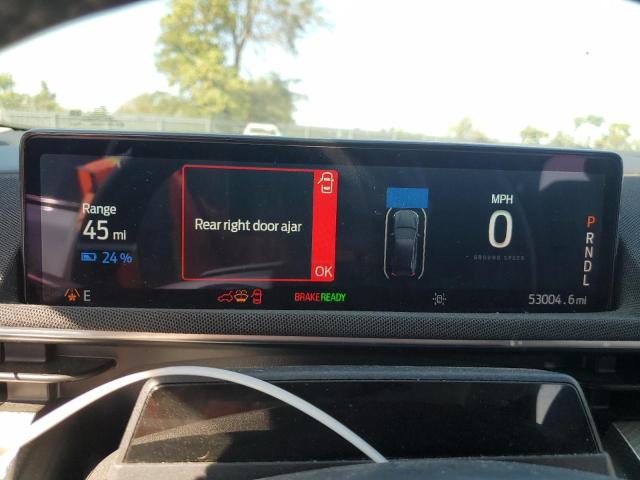 Range
45 mi
24 %
E
Rear right door ajar
OK
BRAKE READY
MPH
0
GROUND SPEED
P
R
N
D
L
53004.6 mi